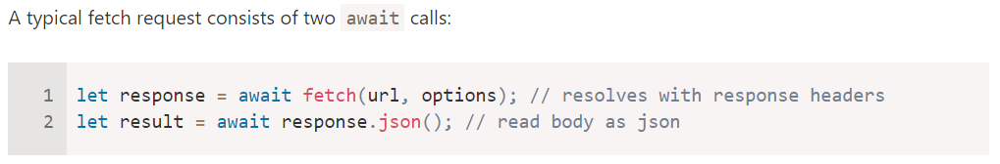 A typical fetch request consists of two await calls:
1 let response = await fetch(url, options); // resolves with response headers
2 let result = await response.json(); // read body as json